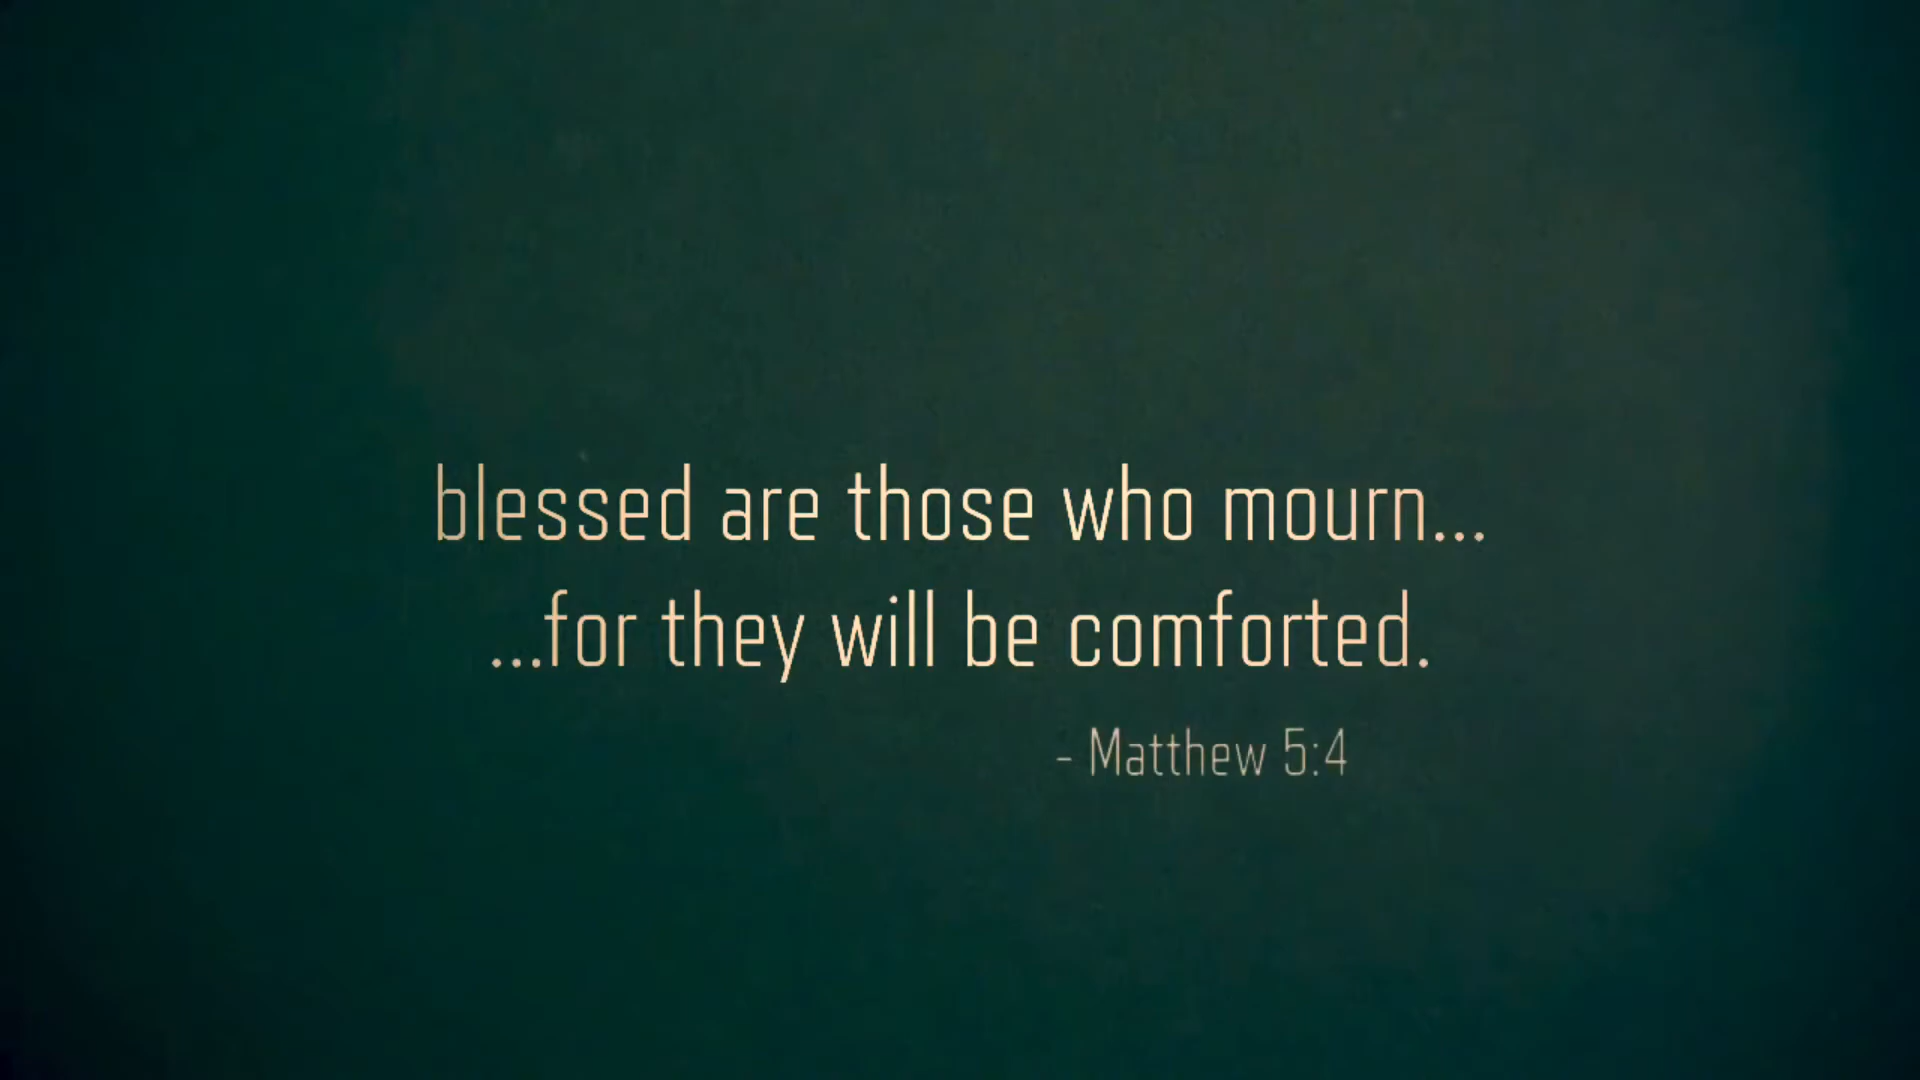 blessed are those who mourn...
...for they will be comforted.
- Matthew 5:4